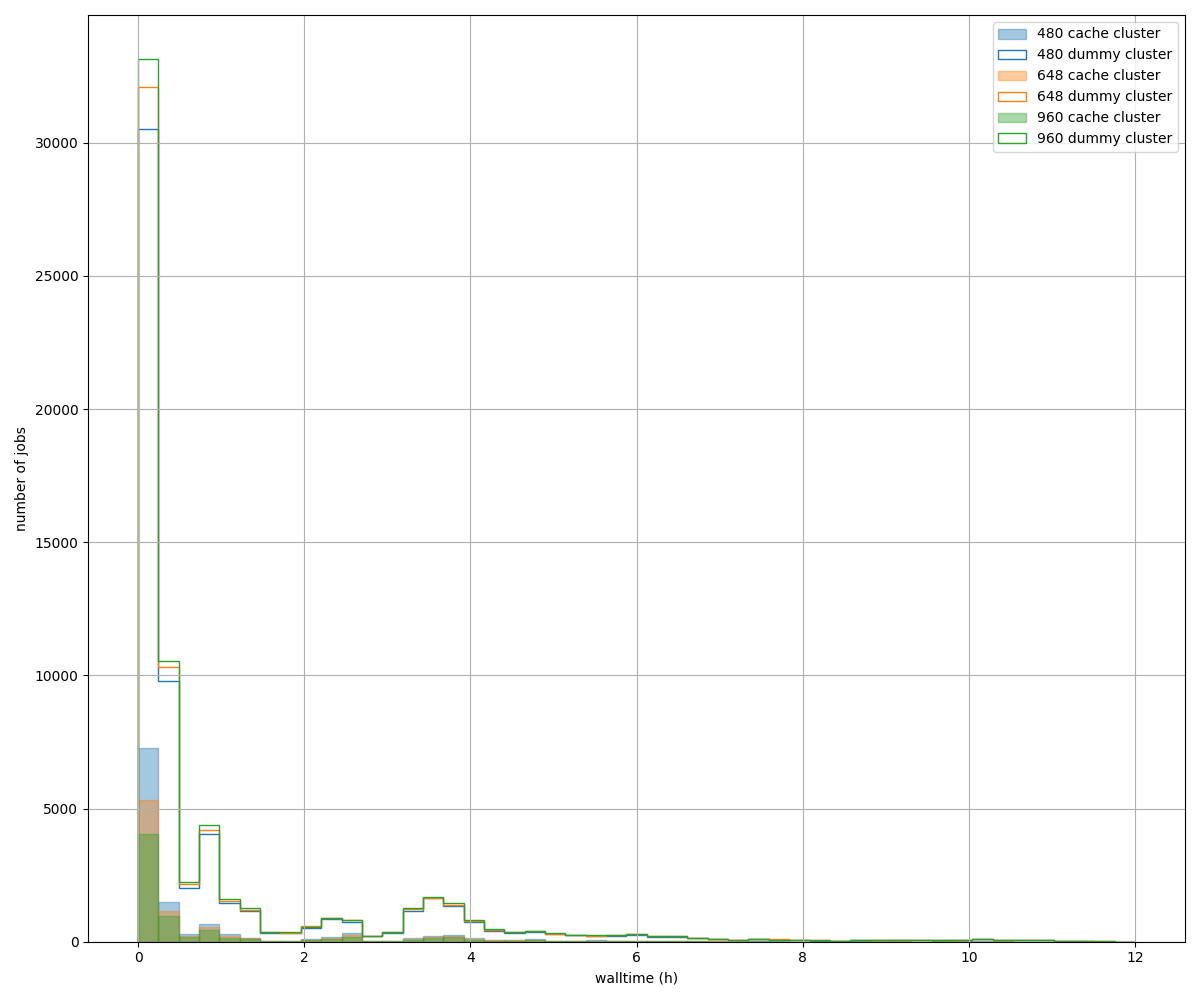 480 cache cluster
480 dummy cluster
648 cache cluster
648 dummy cluster
960 cache cluster
960 dummy cluster
number of jobs
30000
25000
20000
15000
10000
5000
0
0 2 4 6 8 10 12
walltime (h)